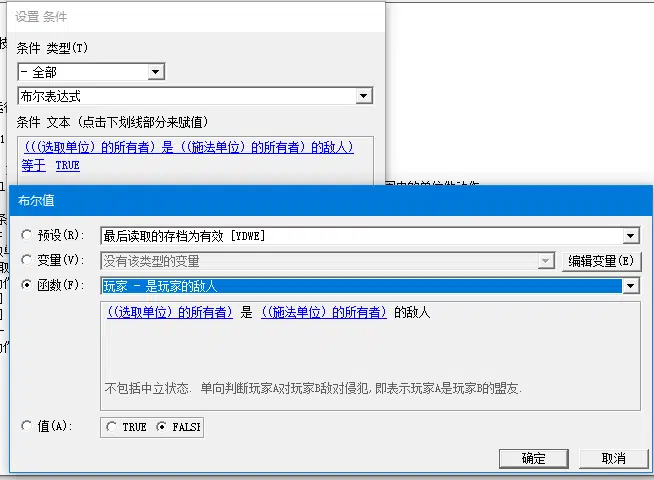 设置 条件
条件 类型(T)
- 全部
布尔表达式
条件 文本 (点击下划线部分来赋值)
(((选取单位) 的所有者) 是 ((施法单位) 的所有者) 的敌人)
等于 TRUE
布尔值
预设(R):
最后读取的存档为有效 [YDWE]
变量(V):
没有该类型的变量
编辑变量(E)
函数(F):
玩家 - 是玩家的敌人
((选取单位) 的所有者) 是 ((施法单位) 的所有者) 的敌人
不包括中立状态. 单向判断玩家A对玩家B敌对侵犯,即表示玩家A是玩家B的盟友.
值(A):
TRUE FALS
确定 取消